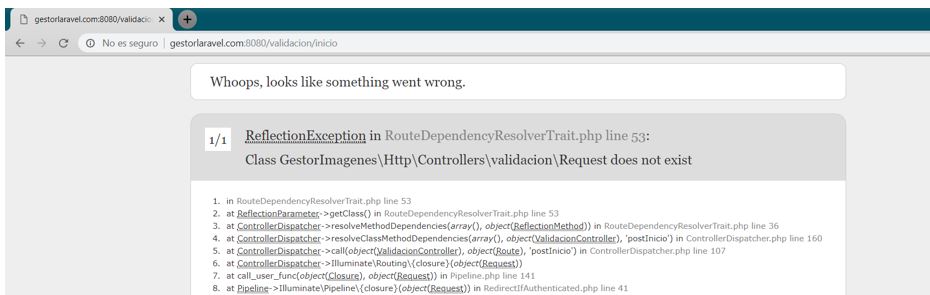 gestorlaravel.com:8080/validacio
No es seguro | gestorlaravel.com:8080/validacion/inicio
Whoops, looks like something went wrong.
1/1
ReflectionException in RouteDependencyResolverTrait.php line 53:
Class GestorImagenes\Http\Controllers\validacion\Request does not exist
1. in RouteDependencyResolverTrait.php line 53
2. at ReflectionParameter->getClass() in RouteDependencyResolverTrait.php line 53
3. at ControllerDispatcher->resolveMethodDependencies(array(), object(ReflectionMethod)) in RouteDependencyResolverTrait.php line 36
4. at ControllerDispatcher->resolveClassMethodDependencies(array(), object(ValidacionController), 'postInicio') in ControllerDispatcher.php line 160
5. at ControllerDispatcher->call(object(ValidacionController), object(Route), 'postInicio') in ControllerDispatcher.php line 107
6. at ControllerDispatcher->Illuminate\Routing\{closure}(object(Request))
7. at call_user_func(object(Closure), object(Request)) in Pipeline.php line 141
8. at Pipeline->Illuminate\Pipeline\{closure}(object(Request)) in RedirectIfAuthenticated.php line 41